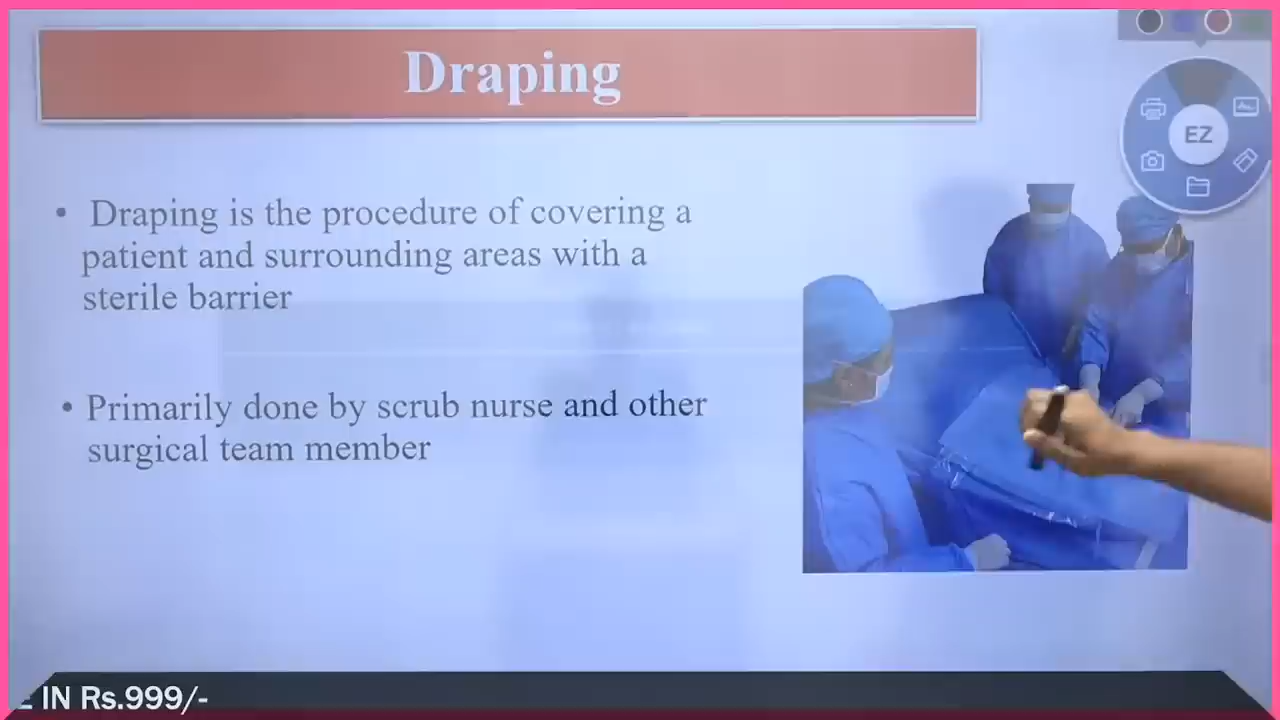 Draping
EZ
• Draping is the procedure of covering a
patient and surrounding areas with a
sterile barrier
• Primarily done by scrub nurse and other
surgical team member
IN Rs.999/-